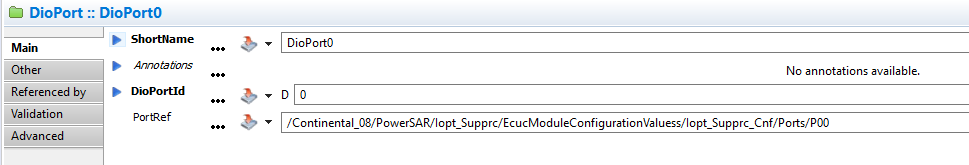 DioPort :: DioPort0
Main
Other
Referenced by
Validation
Advanced
ShortName ... DioPort0
Annotations ... No annotations available.
DioPortId ... D 0
PortRef ... /Continental_08/PowerSAR/Iopt_Supprc/EcucModuleConfigurationValuess/Iopt_Supprc_Cnf/Ports/P00